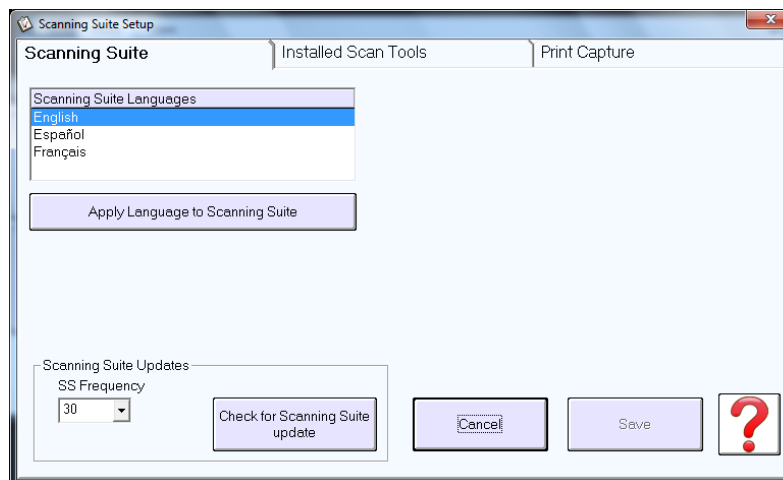 Scanning Suite Setup
Scanning Suite
Installed Scan Tools
Print Capture
Scanning Suite Languages
English
Español
Français
Apply Language to Scanning Suite
Scanning Suite Updates
SS Frequency
30
Check for Scanning Suite
update
Cancel
Save
?